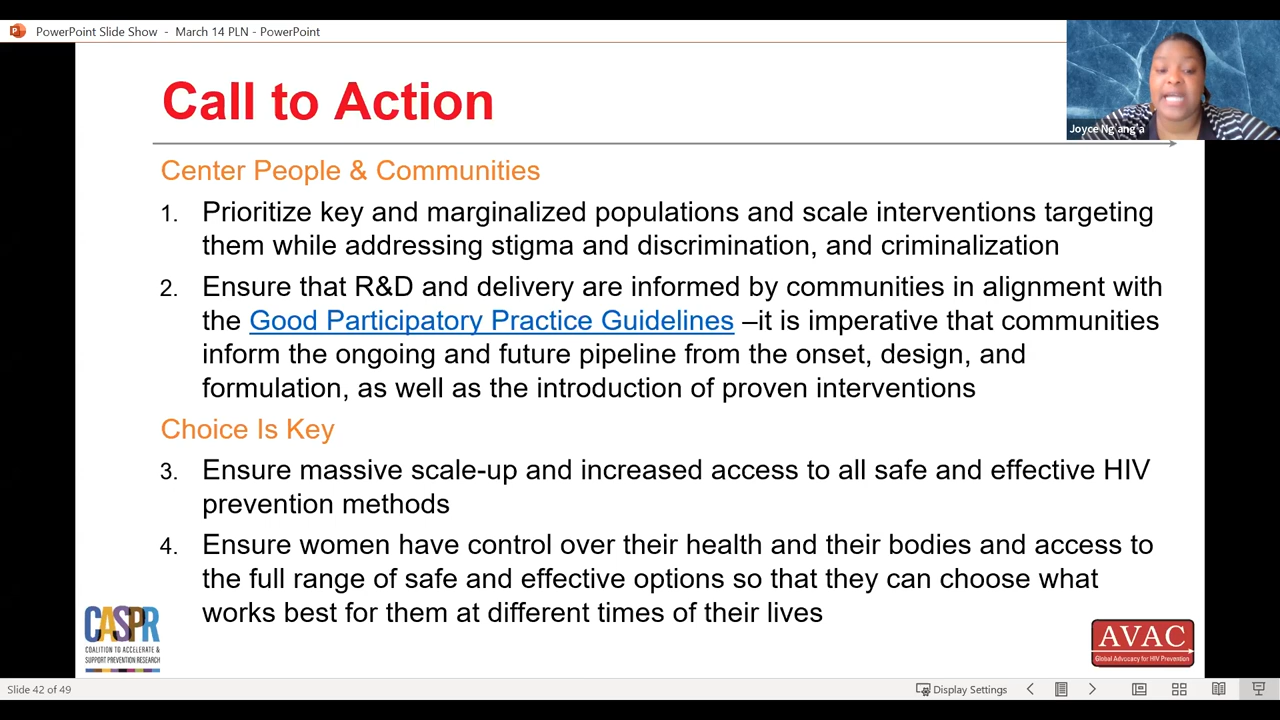 PowerPoint Slide Show - March 14 PLN - PowerPoint
Joyce Ng'ang'a
Call to Action
Center People & Communities
1. Prioritize key and marginalized populations and scale interventions targeting
them while addressing stigma and discrimination, and criminalization
2. Ensure that R&D and delivery are informed by communities in alignment with
the Good Participatory Practice Guidelines –it is imperative that communities
inform the ongoing and future pipeline from the onset, design, and
formulation, as well as the introduction of proven interventions
Choice Is Key
3. Ensure massive scale-up and increased access to all safe and effective HIV
prevention methods
4. Ensure women have control over their health and their bodies and access to
the full range of safe and effective options so that they can choose what
works best for them at different times of their lives
CASPR
COALITION TO ACCELERATE &
SUPPORT PREVENTION RESEARCH
AVAC
Global Advocacy for HIV Prevention
Slide 42 of 49
Display Settings